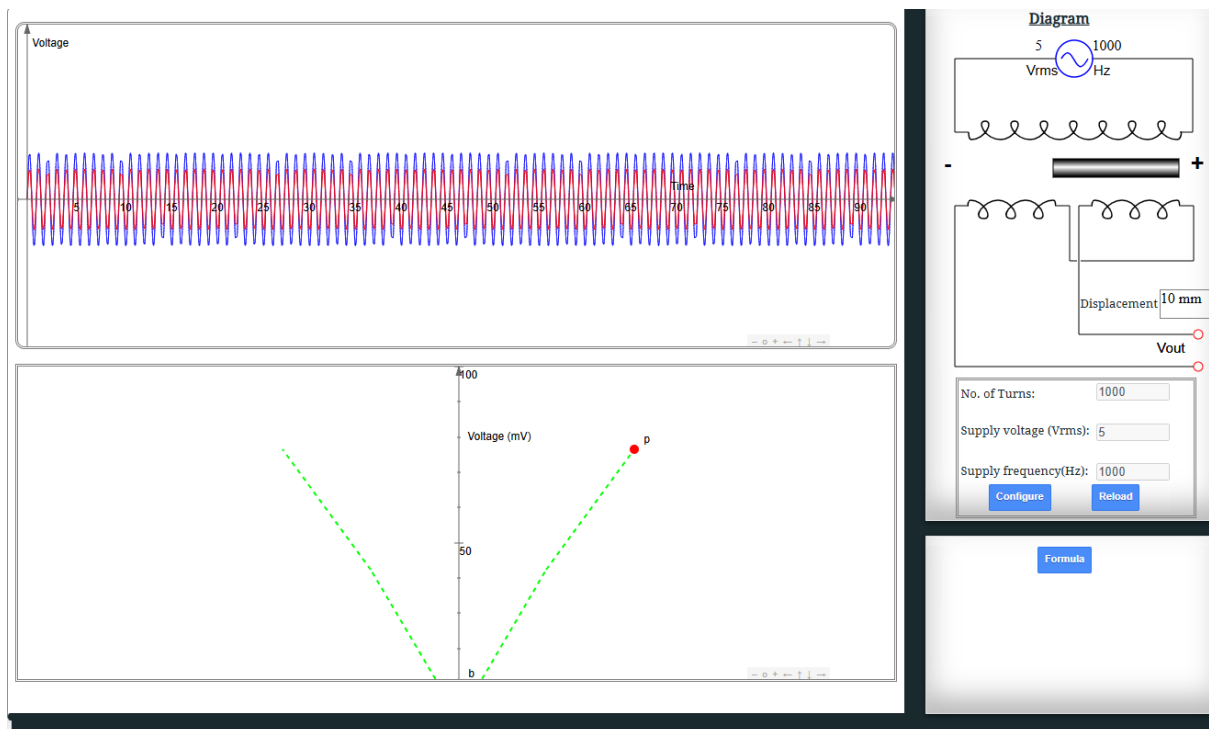 Voltage
Time
5 10 15 20 25 30 35 40 45 50 55 60 65 70 75 80 85 90
− o + ← ↑ ↓ →
100
Voltage (mV)
p
50
b
− o + ← ↑ ↓ →
Diagram
5 1000
Vrms Hz
- +
Displacement 10 mm
Vout
No. of Turns: 1000
Supply voltage (Vrms): 5
Supply frequency(Hz): 1000
Configure Reload
Formula